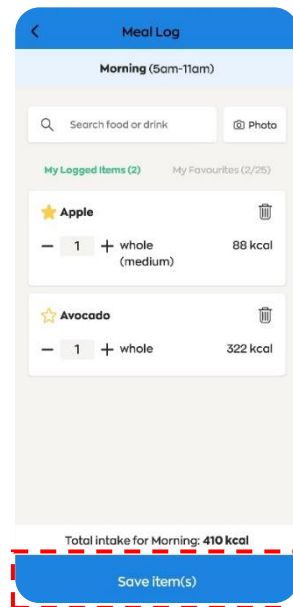 Meal Log
Morning (5am-11am)
Search food or drink
Photo
My Logged Items (2) My Favourites (2/25)
Apple
1 whole
(medium) 88 kcal
Avocado
1 whole 322 kcal
Total intake for Morning: 410 kcal
Save item(s)